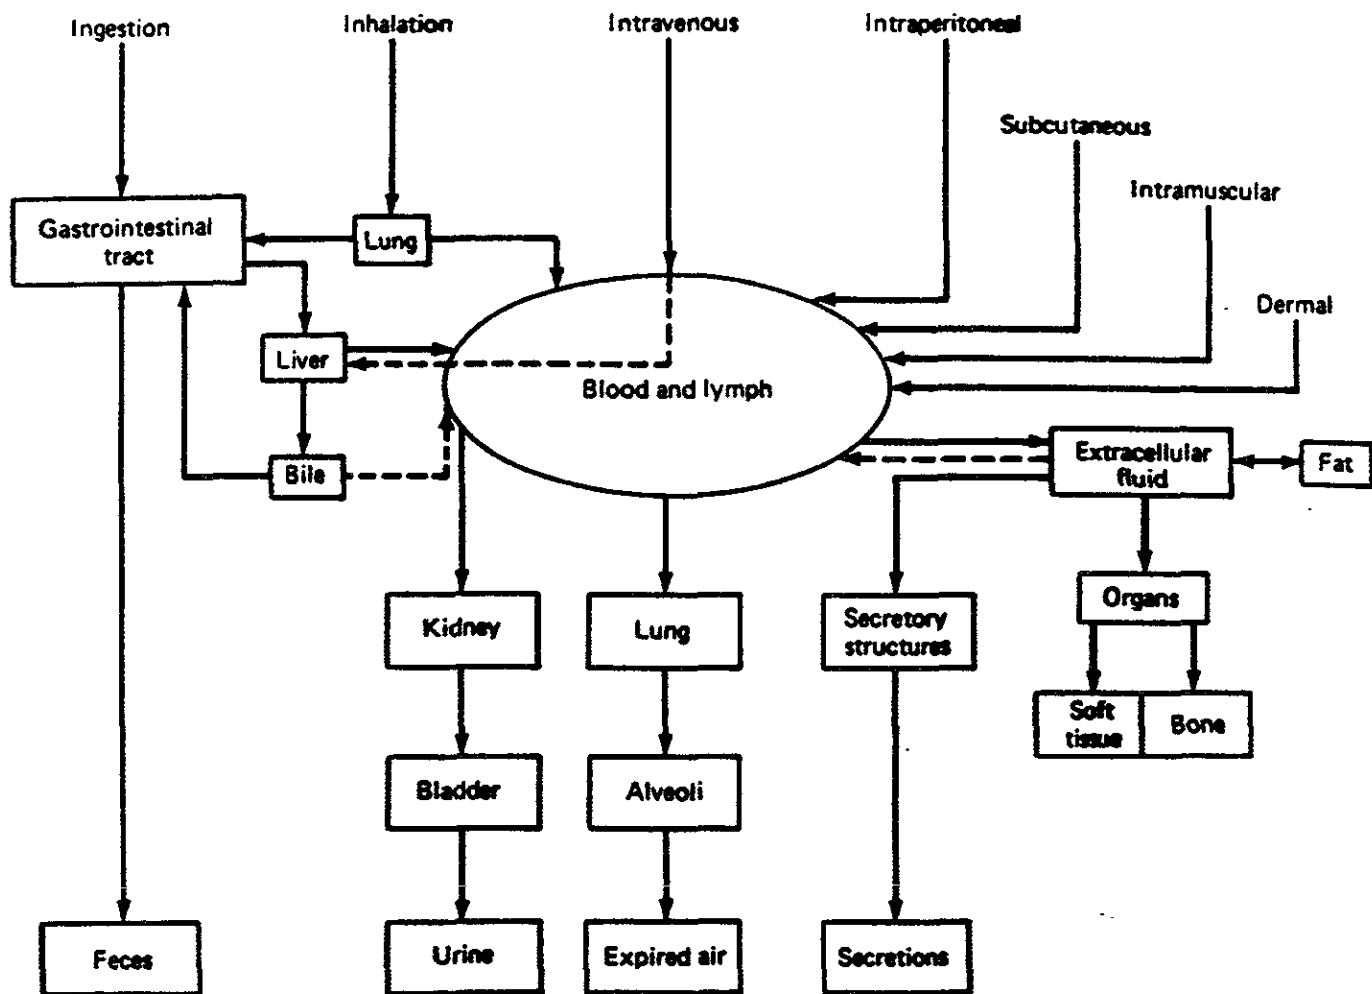 Ingestion
Inhalation
Intravenous
Intraperitoneal
Subcutaneous
Intramuscular
Dermal
Gastrointestinal
tract
Lung
Liver
Bile
Blood and lymph
Extracellular
fluid
Fat
Organs
Soft
tissue
Bone
Kidney
Lung
Secretory
structures
Bladder
Alveoli
Feces
Urine
Expired air
Secretions